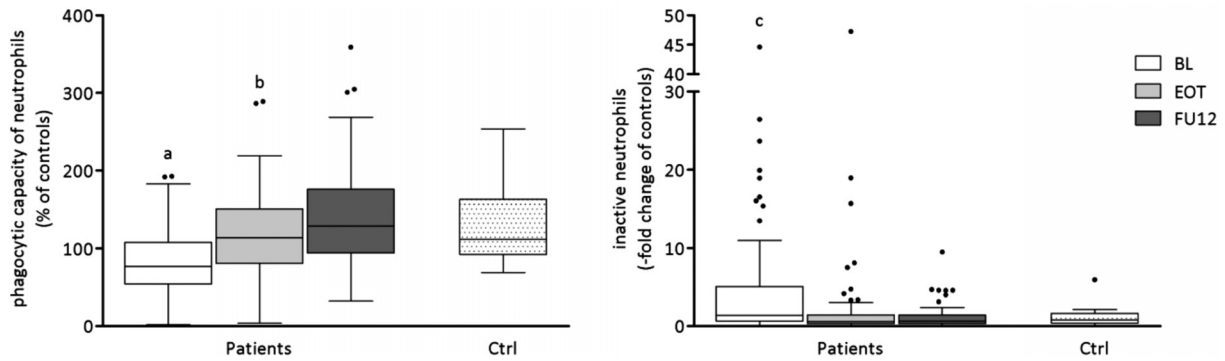 phagocytic capacity of neutrophils
(% of controls)
400
300
200
100
0
a
b
Patients
Ctrl
inactive neutrophils
(-fold change of controls)
50
45
40
30
20
10
0
c
Patients
Ctrl
BL
EOT
FU12